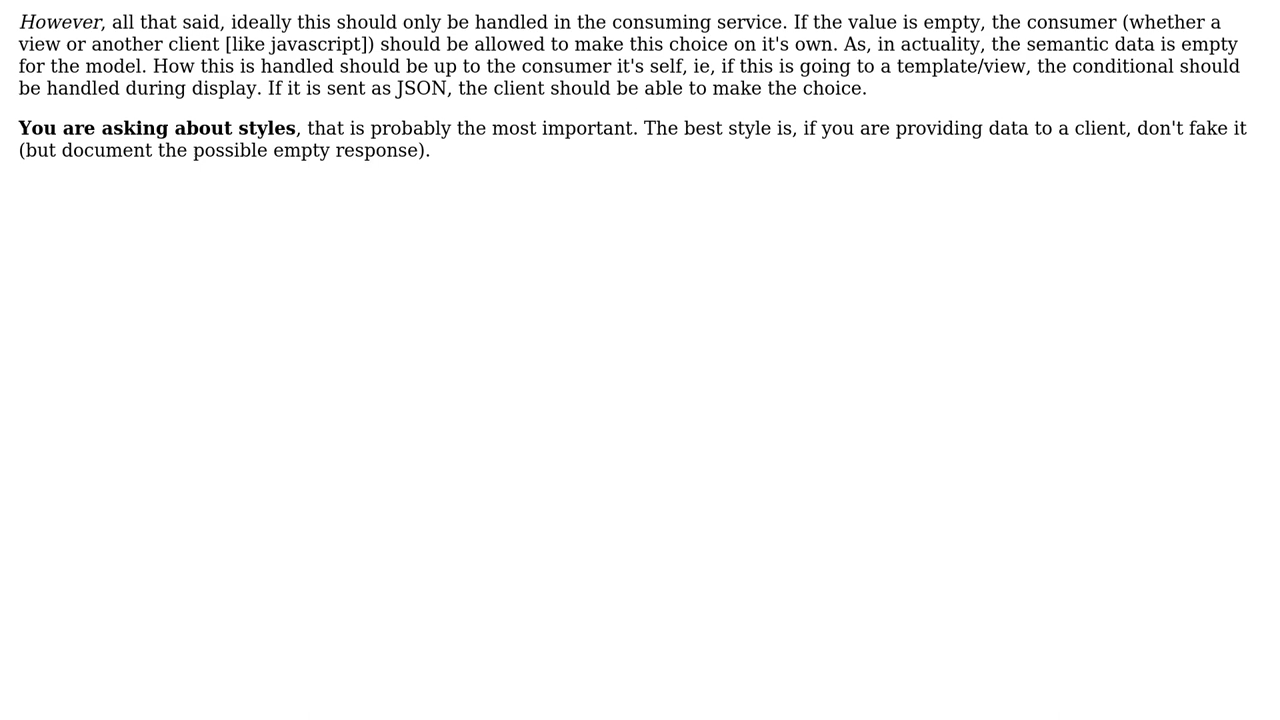 However, all that said, ideally this should only be handled in the consuming service. If the value is empty, the consumer (whether a
view or another client [like javascript]) should be allowed to make this choice on it's own. As, in actuality, the semantic data is empty
for the model. How this is handled should be up to the consumer it's self, ie, if this is going to a template/view, the conditional should
be handled during display. If it is sent as JSON, the client should be able to make the choice.
You are asking about styles, that is probably the most important. The best style is, if you are providing data to a client, don't fake it
(but document the possible empty response).